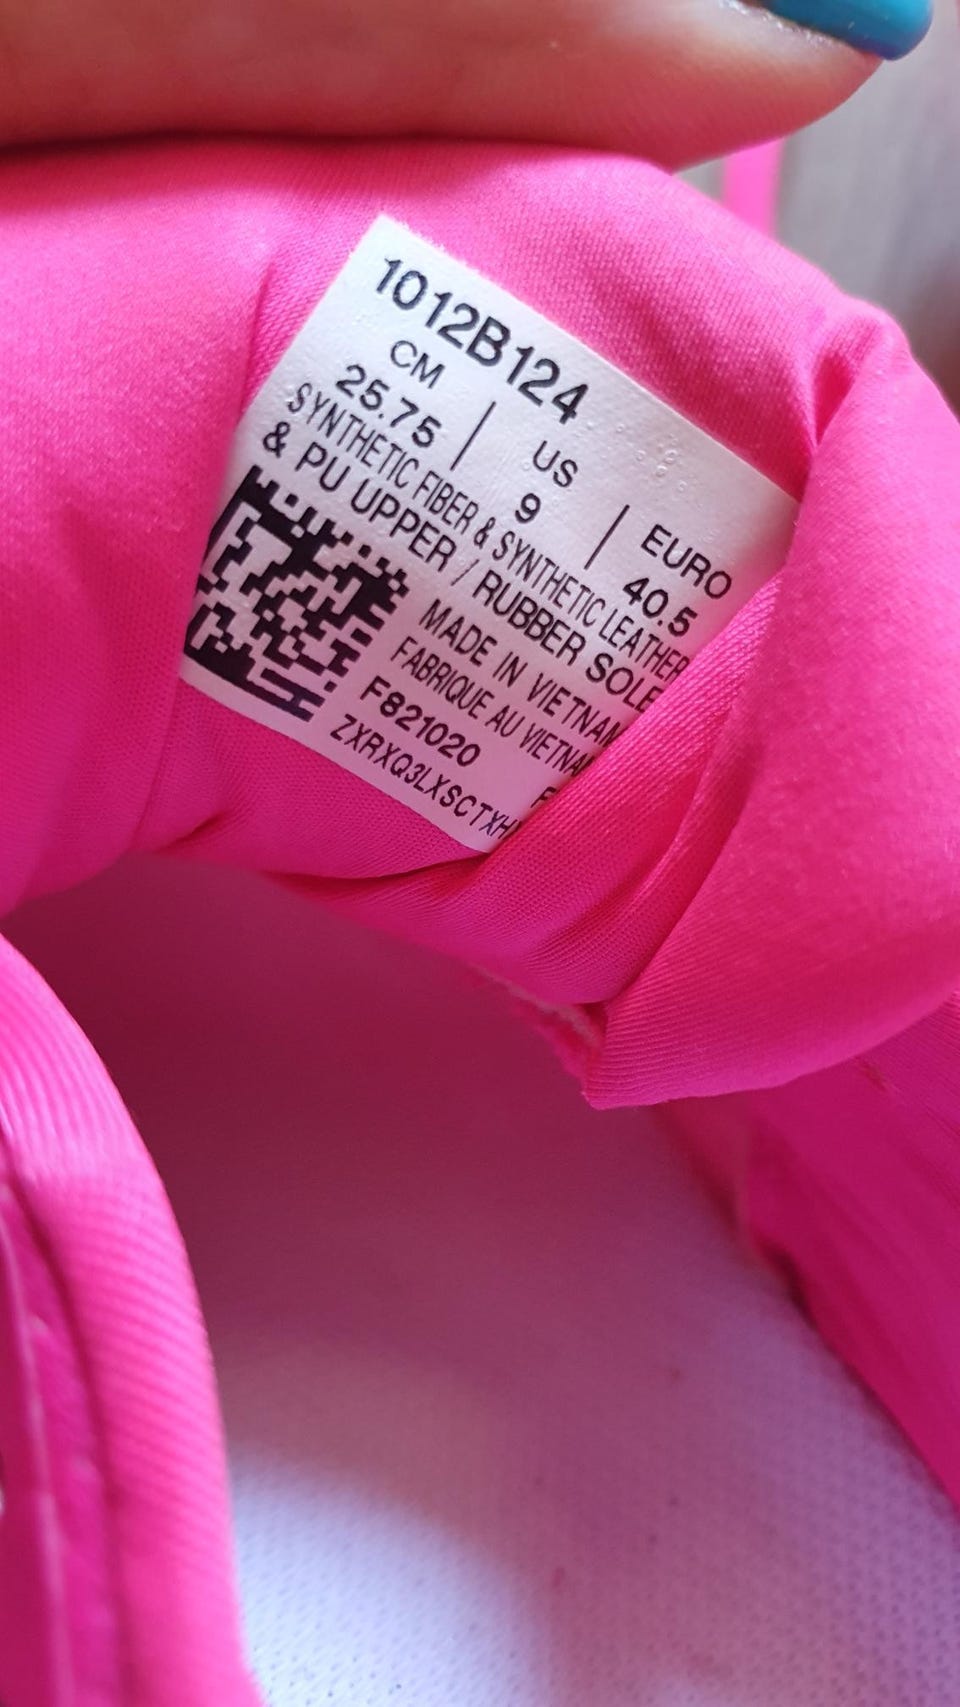 1012B124
CM | US | EURO
25.75 9 40.5
SYNTHETIC FIBER & SYNTHETIC LEATHER
& PU UPPER / RUBBER SOLE
MADE IN VIETNAM
FABRIQUE AU VIETNAM
F821020